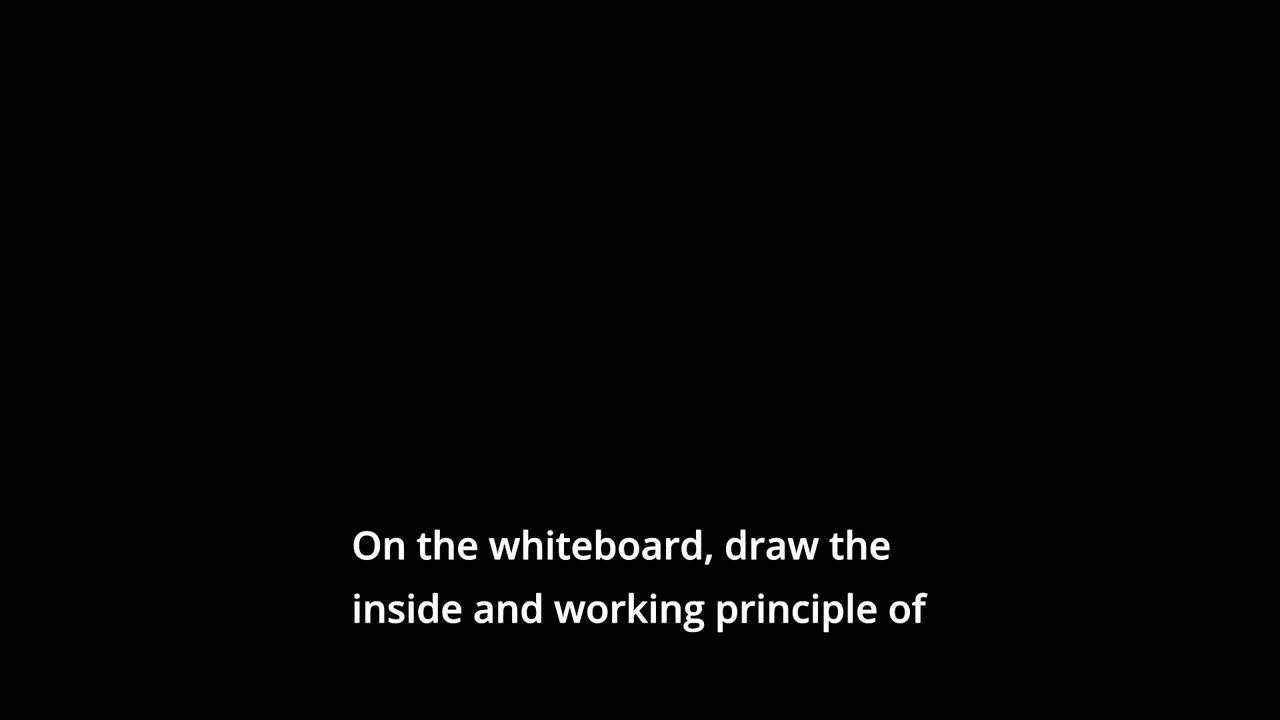 On the whiteboard, draw the
inside and working principle of